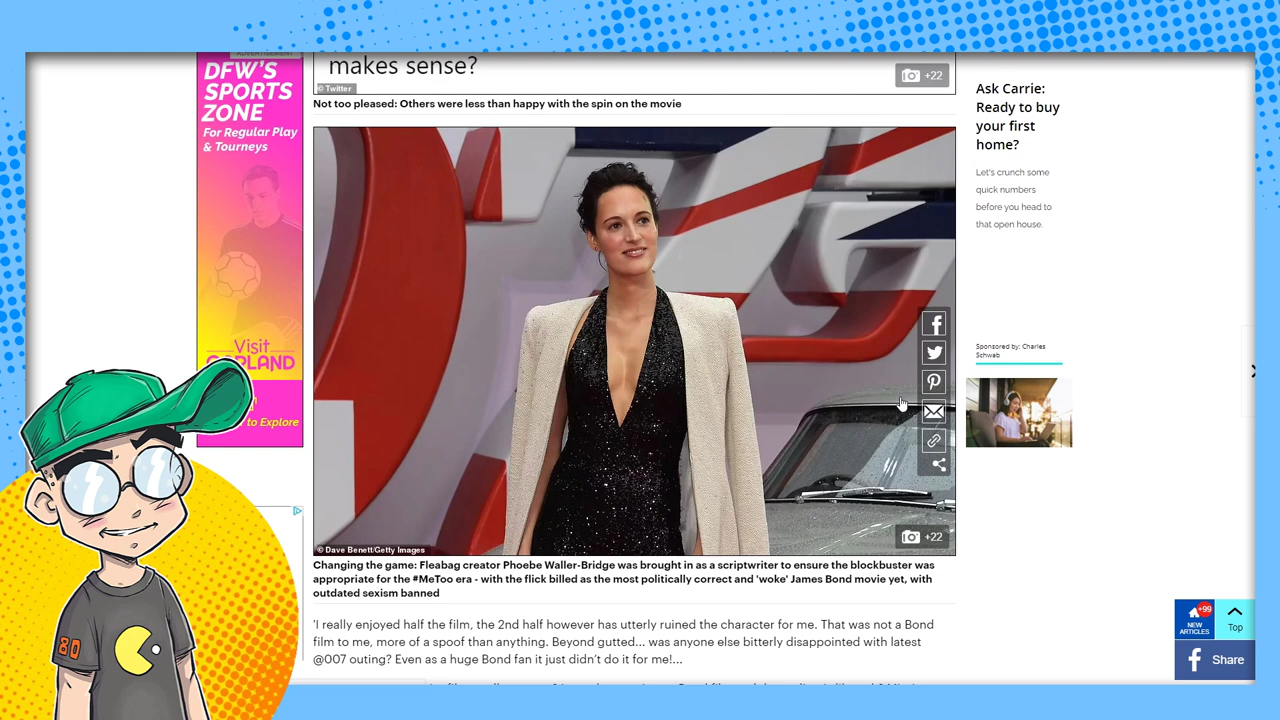 ADVERTISEMENT
DFW'S
SPORTS
ZONE
For Regular Play
& Tourneys
Visit
to Explore
makes sense?
+22
© Twitter
Not too pleased: Others were less than happy with the spin on the movie
+22
© Dave Benett/Getty Images
Changing the game: Fleabag creator Phoebe Waller-Bridge was brought in as a scriptwriter to ensure the blockbuster was
appropriate for the #MeToo era - with the flick billed as the most politically correct and 'woke' James Bond movie yet, with
outdated sexism banned
'I really enjoyed half the film, the 2nd half however has utterly ruined the character for me. That was not a Bond
film to me, more of a spoof than anything. Beyond gutted... was anyone else bitterly disappointed with latest
@007 outing? Even as a huge Bond fan it just didn't do it for me!...
Ask Carrie:
Ready to buy
your first
home?
Let's crunch some
quick numbers
before you head to
that open house.
Sponsored by: Charles
Schwab
+99
NEW
ARTICLES
Top
Share
80